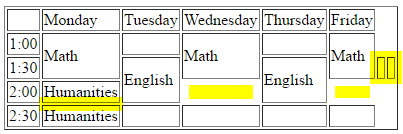 Monday Tuesday Wednesday Thursday Friday
1:00 Math Math Math
1:30 English English
2:00 Humanities
2:30 Humanities